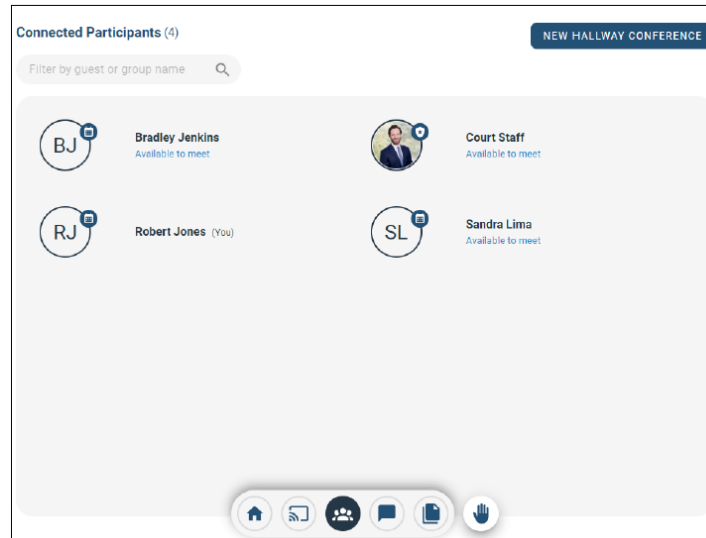 Connected Participants (4)
NEW HALLWAY CONFERENCE
Filter by guest or group name
BJ
Bradley Jenkins
Available to meet
Court Staff
Available to meet
RJ
Robert Jones (You)
SL
Sandra Lima
Available to meet